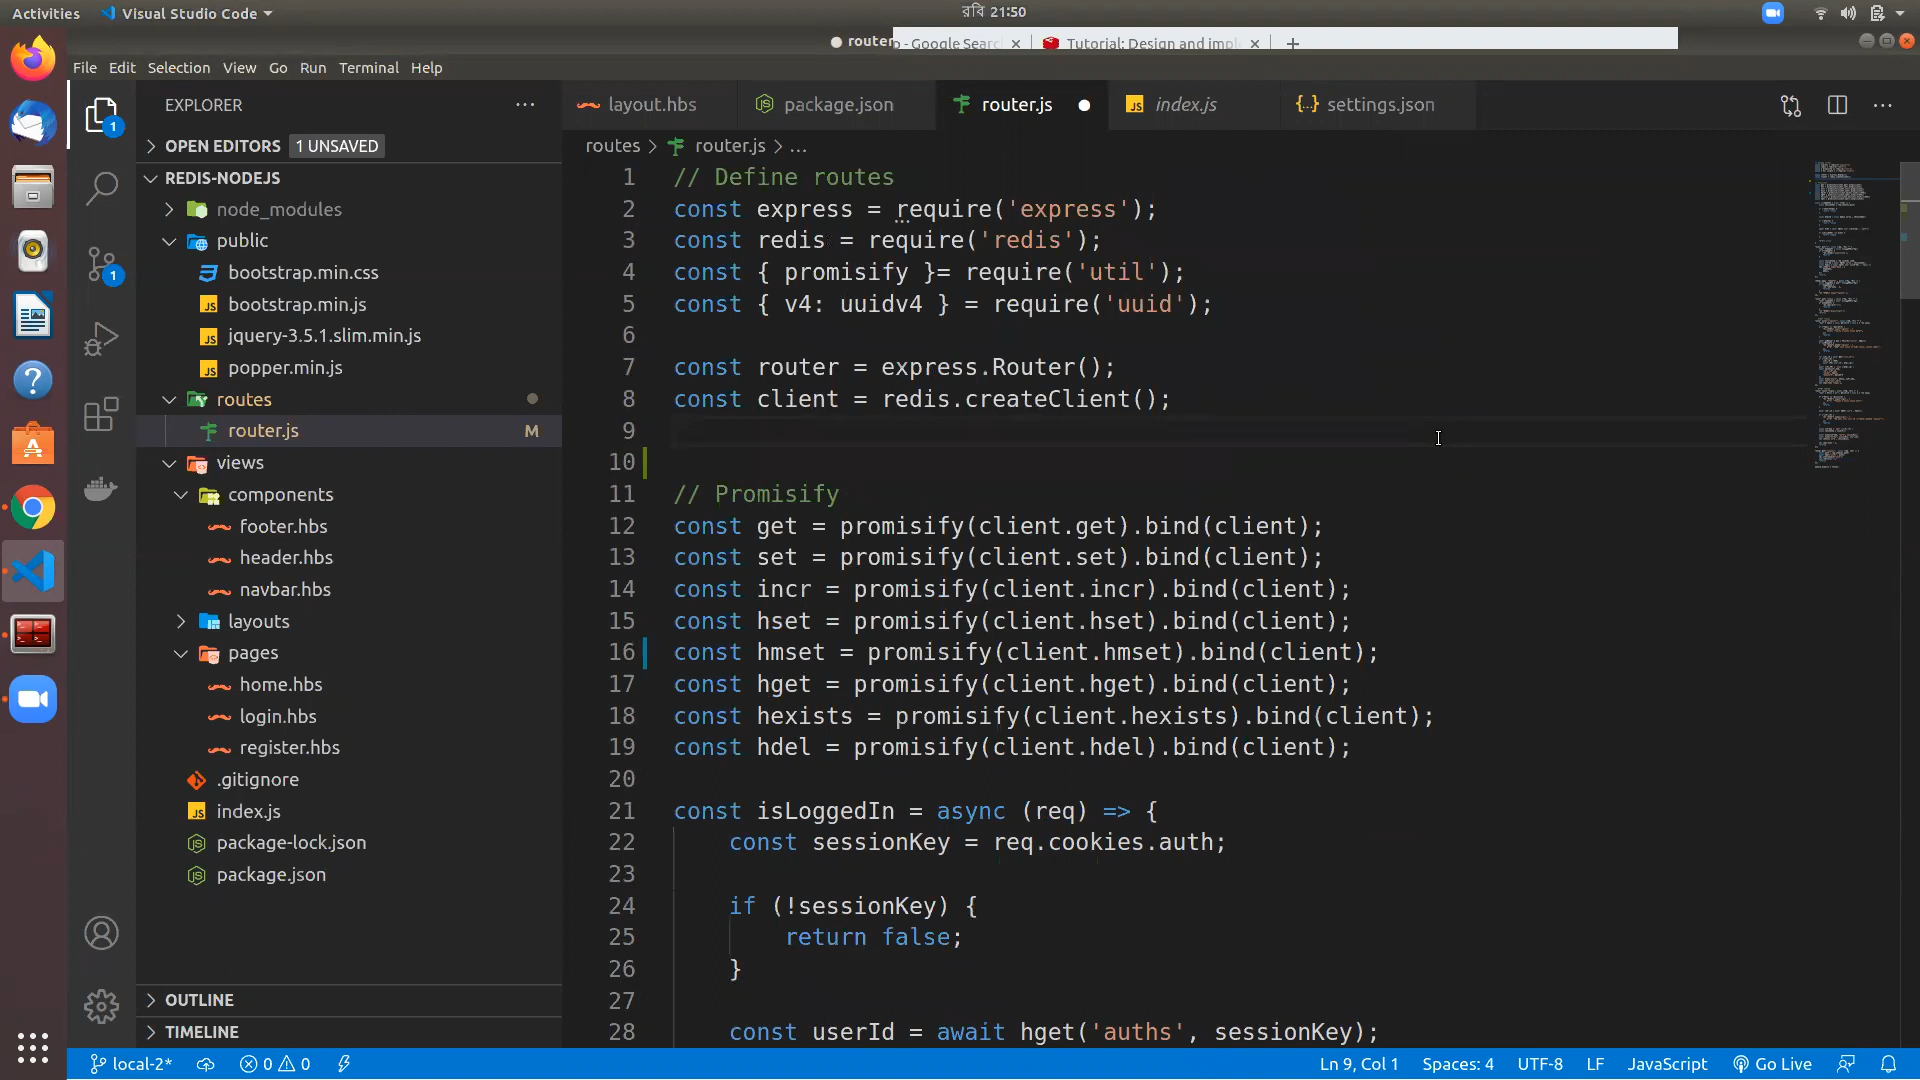 Activities
Visual Studio Code
রবি 21:50
router
- Google Sear
Tutorial: Design and impl
File Edit Selection View Go Run Terminal Help
EXPLORER
OPEN EDITORS 1 UNSAVED
REDIS-NODEJS
node_modules
public
bootstrap.min.css
bootstrap.min.js
jquery-3.5.1.slim.min.js
popper.min.js
routes
router.js M
views
components
footer.hbs
header.hbs
navbar.hbs
layouts
pages
home.hbs
login.hbs
register.hbs
.gitignore
index.js
package-lock.json
package.json
OUTLINE
TIMELINE
layout.hbs
package.json
router.js
index.js
settings.json
routes > router.js > ...
1 // Define routes
2 const express = require('express');
3 const redis = require('redis');
4 const { promisify }= require('util');
5 const { v4: uuidv4 } = require('uuid');
6
7 const router = express.Router();
8 const client = redis.createClient();
9
10
11 // Promisify
12 const get = promisify(client.get).bind(client);
13 const set = promisify(client.set).bind(client);
14 const incr = promisify(client.incr).bind(client);
15 const hset = promisify(client.hset).bind(client);
16 const hmset = promisify(client.hmset).bind(client);
17 const hget = promisify(client.hget).bind(client);
18 const hexists = promisify(client.hexists).bind(client);
19 const hdel = promisify(client.hdel).bind(client);
20
21 const isLoggedIn = async (req) => {
22 const sessionKey = req.cookies.auth;
23
24 if (!sessionKey) {
25 return false;
26 }
27
28 const userId = await hget('auths', sessionKey);
local-2*
0
0
Ln 9, Col 1
Spaces: 4
UTF-8
LF
JavaScript
Go Live